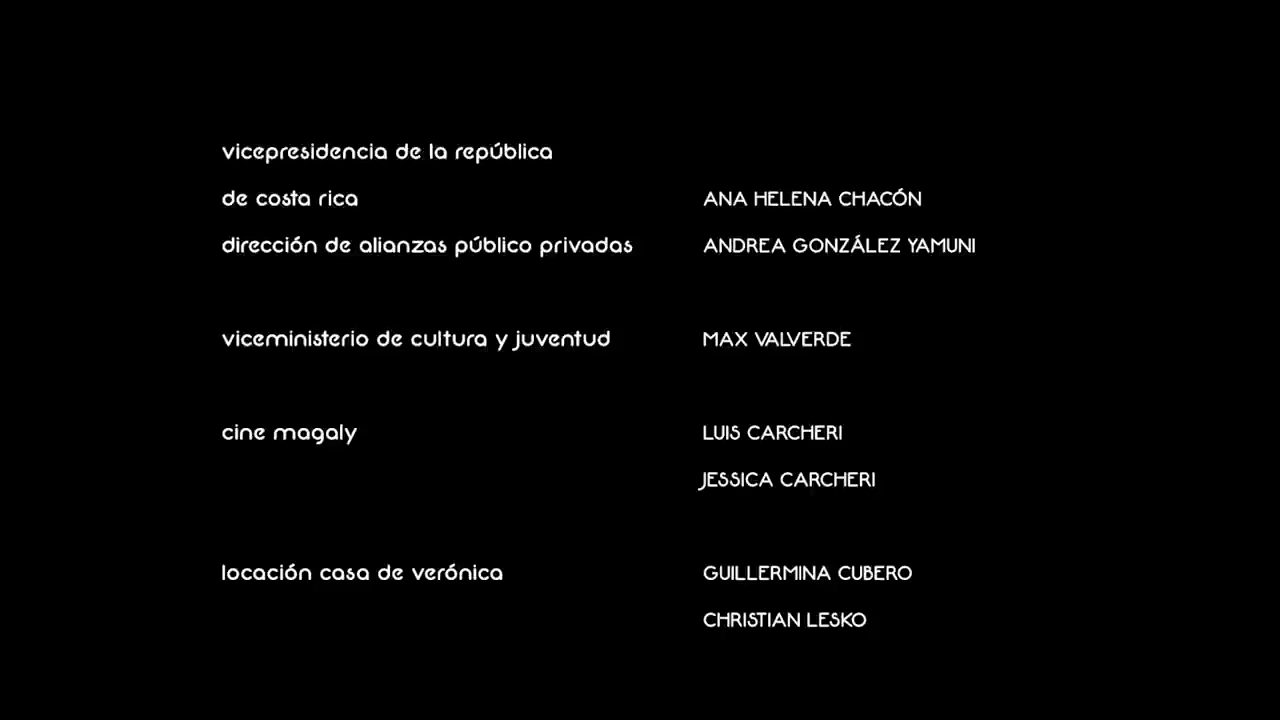 vicepresidencia de la república
de costa rica ANA HELENA CHACÓN
dirección de alianzas público privadas ANDREA GONZÁLEZ YAMUNI
viceministerio de cultura y juventud MAX VALVERDE
cine magaly LUIS CARCHERI
JESSICA CARCHERI
locación casa de verónica GUILLERMINA CUBERO
CHRISTIAN LESKO